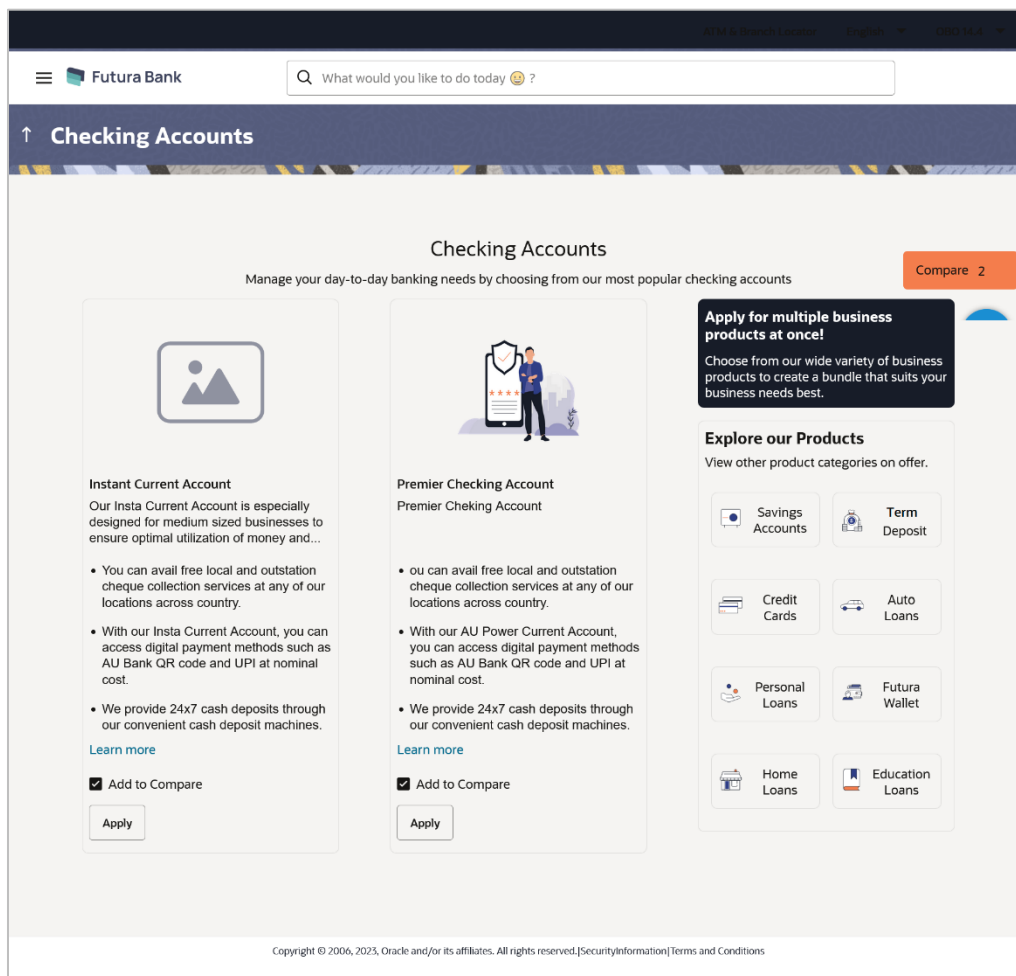 ATM & Branch Locator English OBO 14.4
Futura Bank
What would you like to do today 😉 ?
Checking Accounts
Checking Accounts
Manage your day-to-day banking needs by choosing from our most popular checking accounts
Compare 2
Instant Current Account
Our Insta Current Account is especially
designed for medium sized businesses to
ensure optimal utilization of money and...
• You can avail free local and outstation
cheque collection services at any of our
locations across country.
• With our Insta Current Account, you can
access digital payment methods such as
AU Bank QR code and UPI at nominal
cost.
• We provide 24x7 cash deposits through
our convenient cash deposit machines.
Learn more
Add to Compare
Apply
Premier Checking Account
Premier Cheking Account
• ou can avail free local and outstation
cheque collection services at any of our
locations across country.
• With our AU Power Current Account,
you can access digital payment methods
such as AU Bank QR code and UPI at
nominal cost.
• We provide 24x7 cash deposits through
our convenient cash deposit machines.
Learn more
Add to Compare
Apply
Apply for multiple business
products at once!
Choose from our wide variety of business
products to create a bundle that suits your
business needs best.
Explore our Products
View other product categories on offer.
Savings
Accounts
Term
Deposit
Credit
Cards
Auto
Loans
Personal
Loans
Futura
Wallet
Home
Loans
Education
Loans
Copyright © 2006, 2023, Oracle and/or its affiliates. All rights reserved.|SecurityInformation|Terms and Conditions